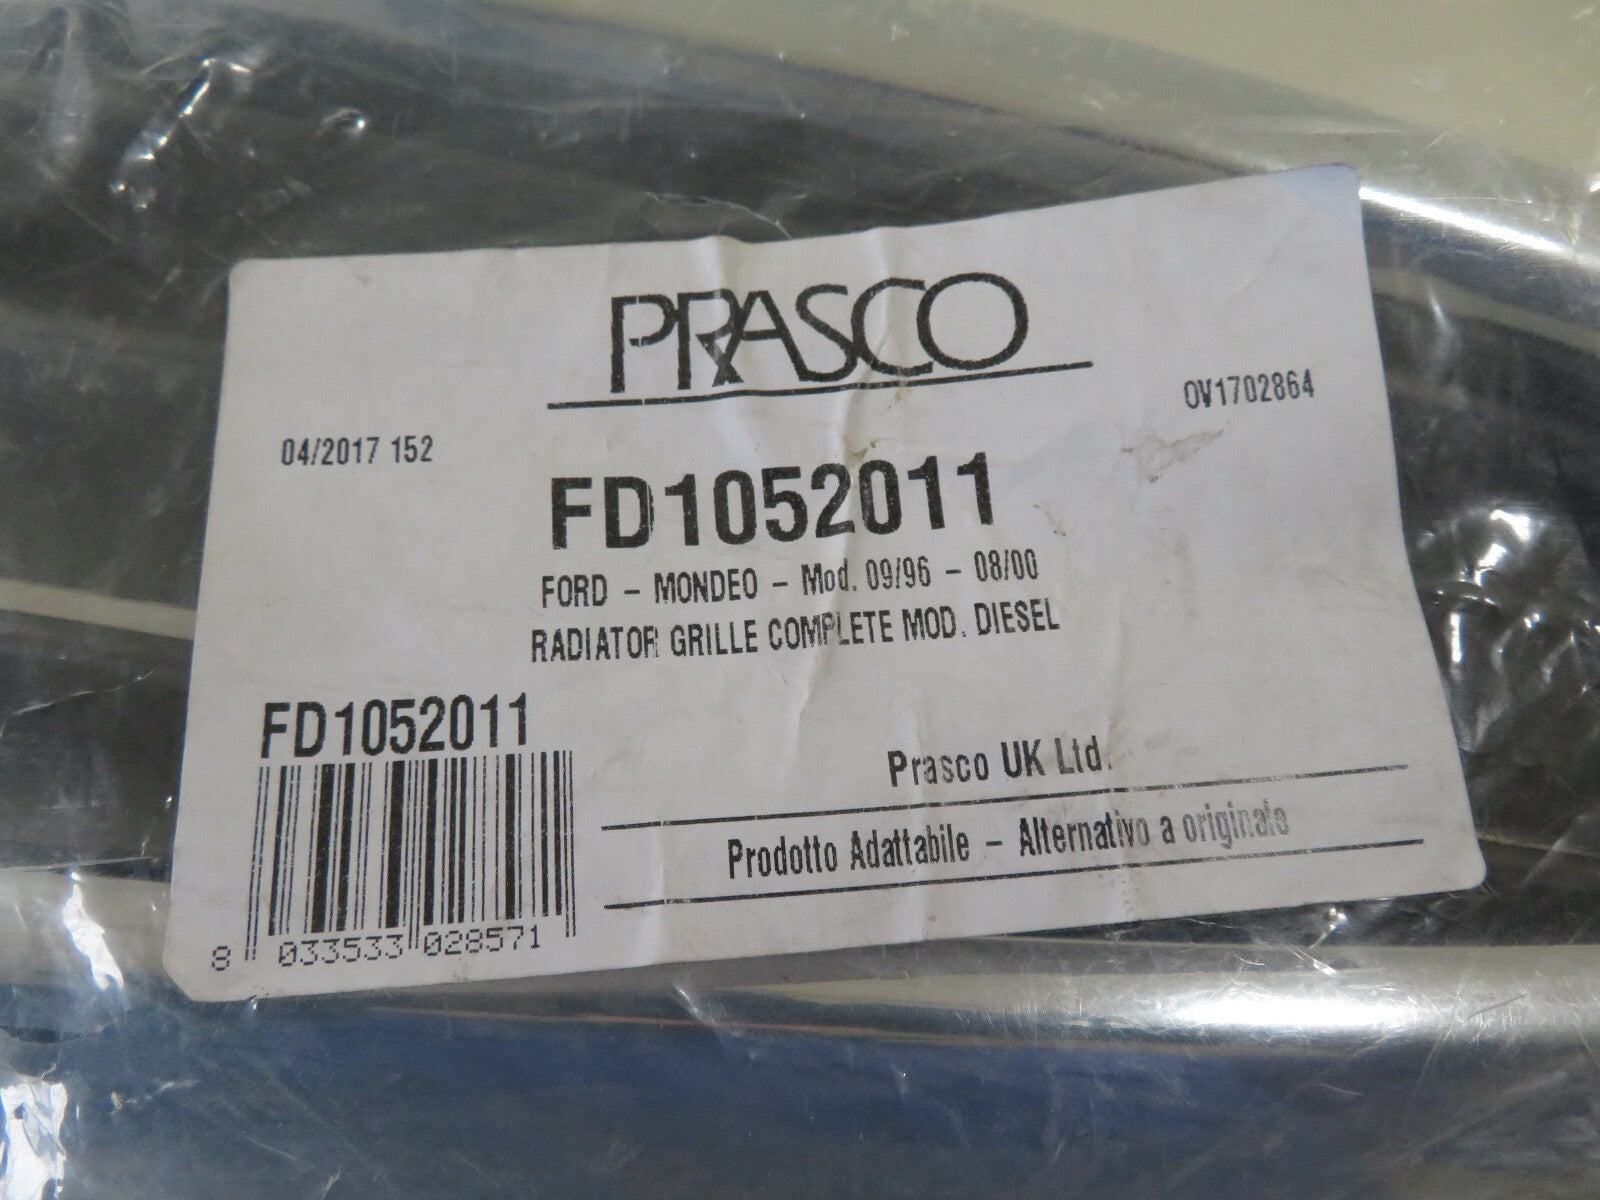 PRASCO
OV1702864
04/2017 152
FD1052011
FORD - MONDEO - Mod. 09/96 - 08/00
RADIATOR GRILLE COMPLETE MOD. DIESEL
FD1052011
8 033533 028571
Prasco UK Ltd.
Prodotto Adattabile - Alternativo a originale